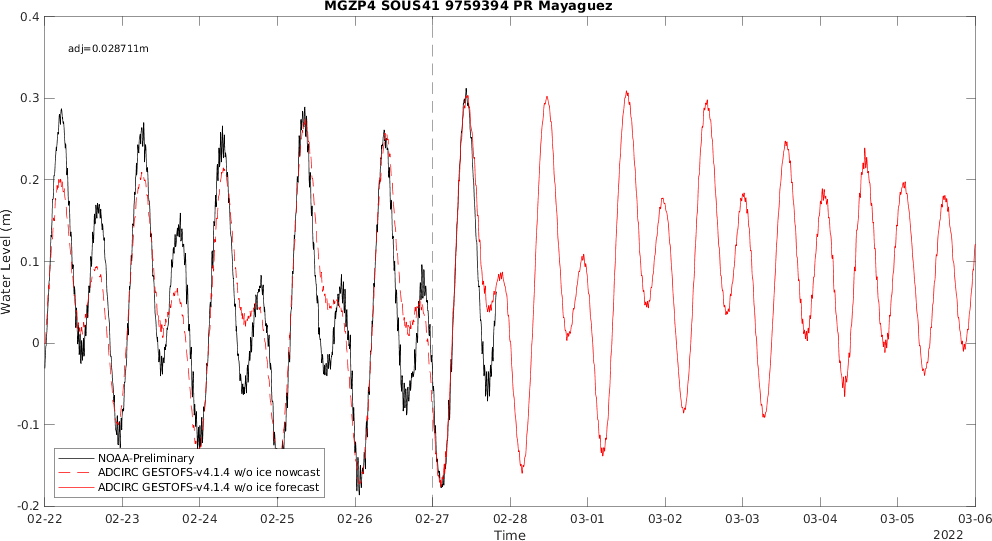 MGZP4 SOUS41 9759394 PR Mayaguez
adj=0.028711m
Water Level (m)
0.4
0.3
0.2
0.1
0
-0.1
-0.2
NOAA-Preliminary
ADCIRC GESTOFS-v4.1.4 w/o ice nowcast
ADCIRC GESTOFS-v4.1.4 w/o ice forecast
02-22 02-23 02-24 02-25 02-26 02-27 02-28 03-01 03-02 03-03 03-04 03-05 03-06
Time
2022